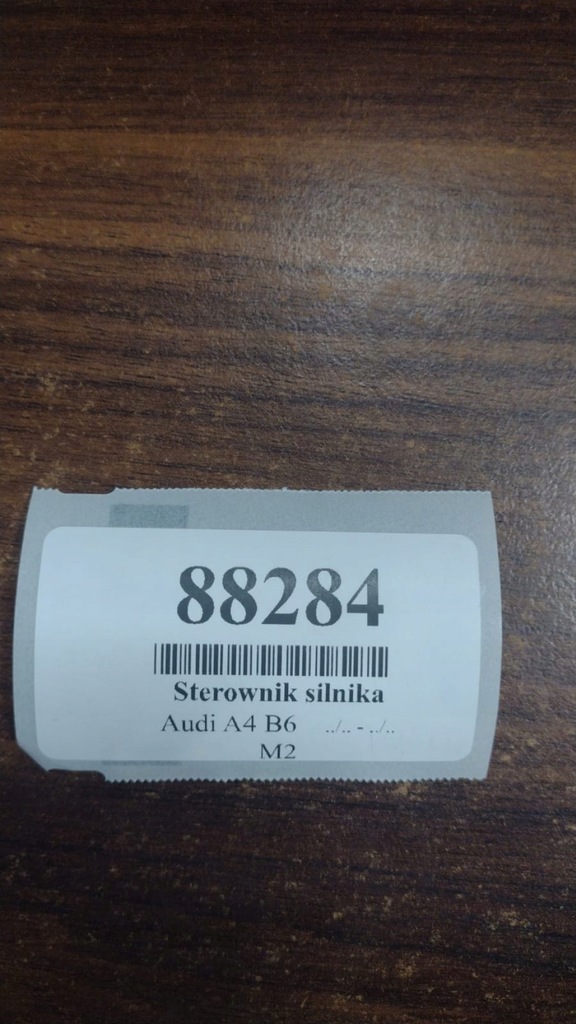 88284
Sterownik silnika
Audi A4 B6 ../.. - ../..
M2